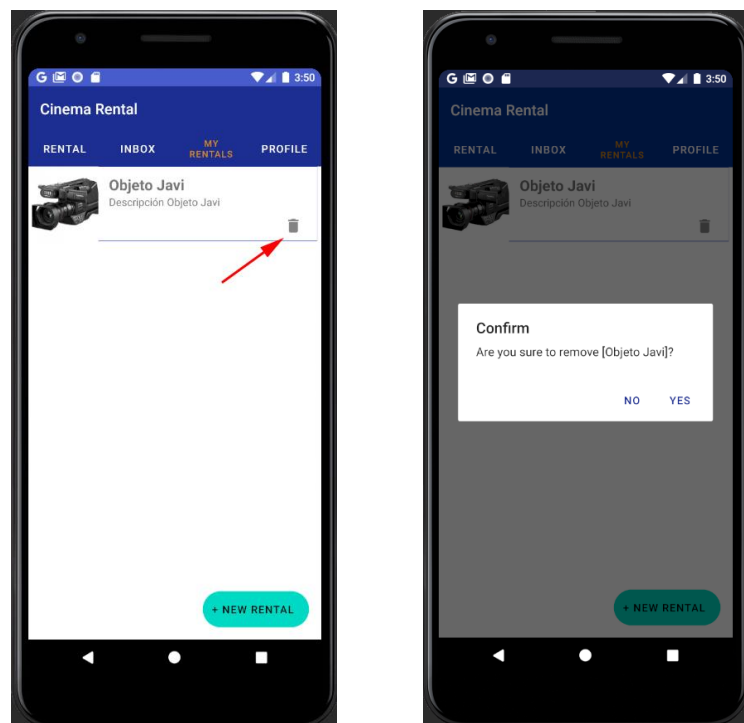 G 3:50
Cinema Rental
RENTAL INBOX MY RENTALS PROFILE
Objeto Javi
Descripción Objeto Javi
+ NEW RENTAL
G 3:50
Cinema Rental
RENTAL INBOX MY RENTALS PROFILE
Objeto Javi
Descripción Objeto Javi
Confirm
Are you sure to remove [Objeto Javi]?
NO YES
+ NEW RENTAL